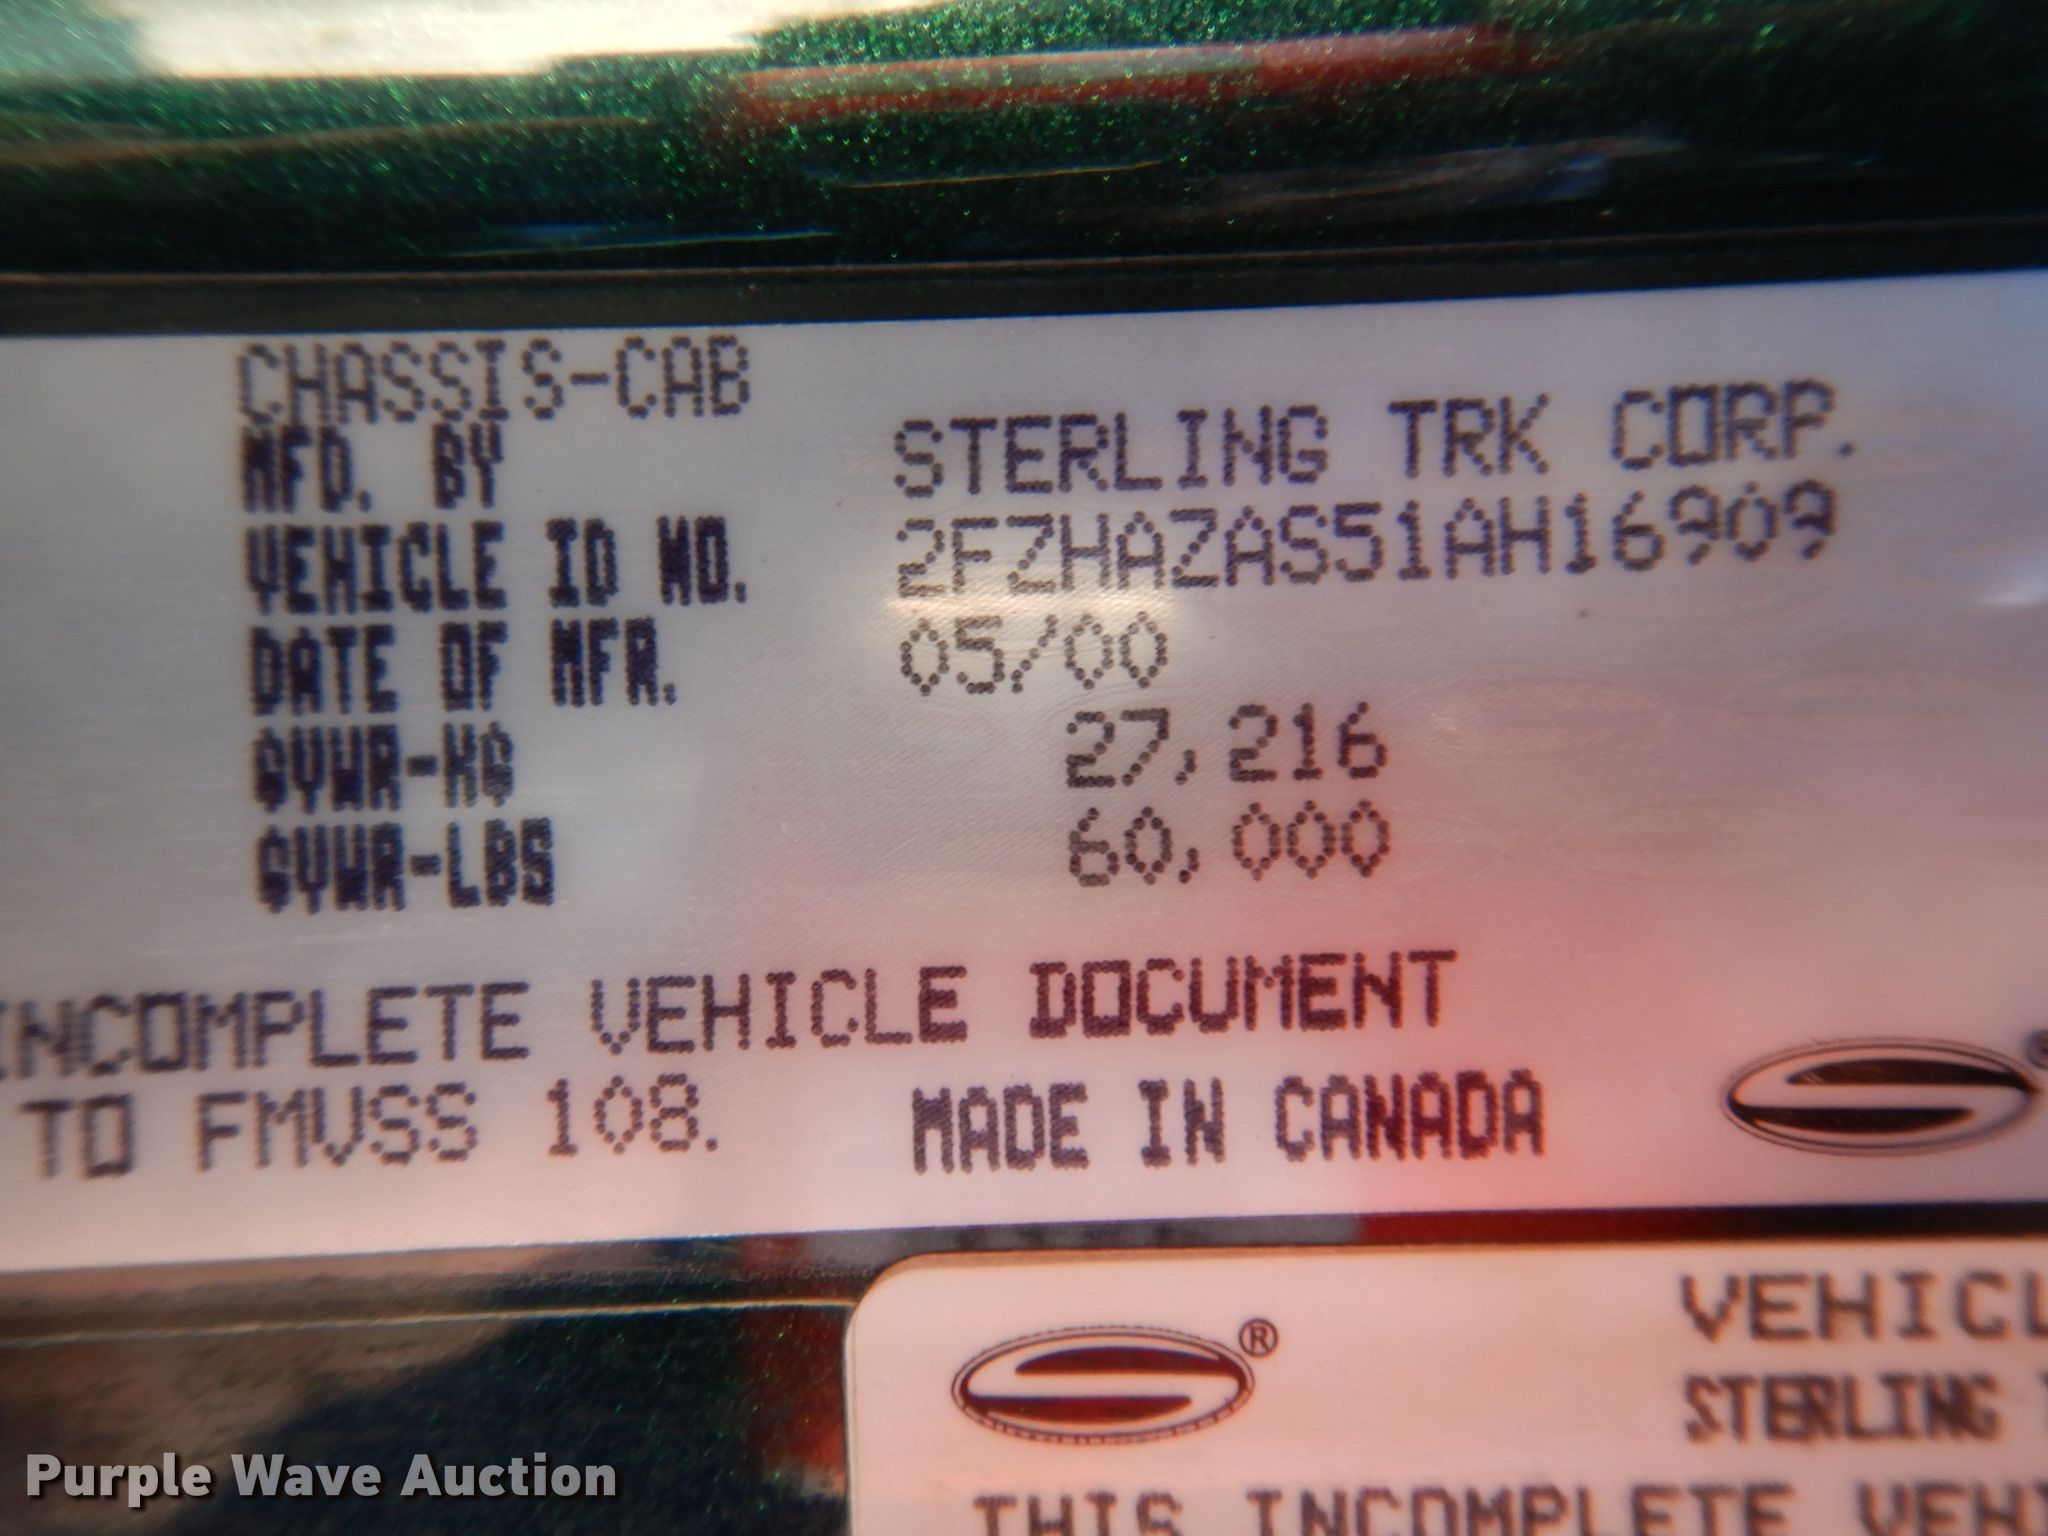 CHASSIS-CAB
MFD. BY STERLING TRK CORP.
VEHICLE ID NO. 2FZHAZAS51AH16909
DATE OF MFR. 05/00
GVWR-KG 27,216
GVWR-LBS 60,000
INCOMPLETE VEHICLE DOCUMENT
TO FMVSS 108. MADE IN CANADA
®
VEHICL
STERLING
THIS INCOMPLETE VEHI
Purple Wave Auction